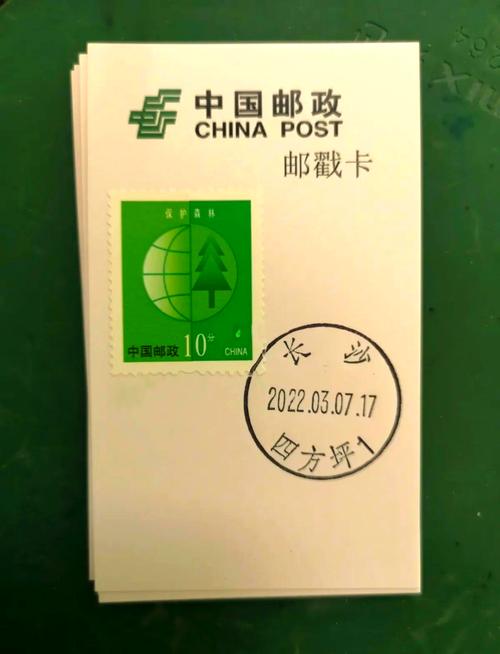 中国邮政
CHINA POST
邮戳卡
保护森林
中国邮政 10分 CHINA
长沙
2022.03.07.17
四方坪1